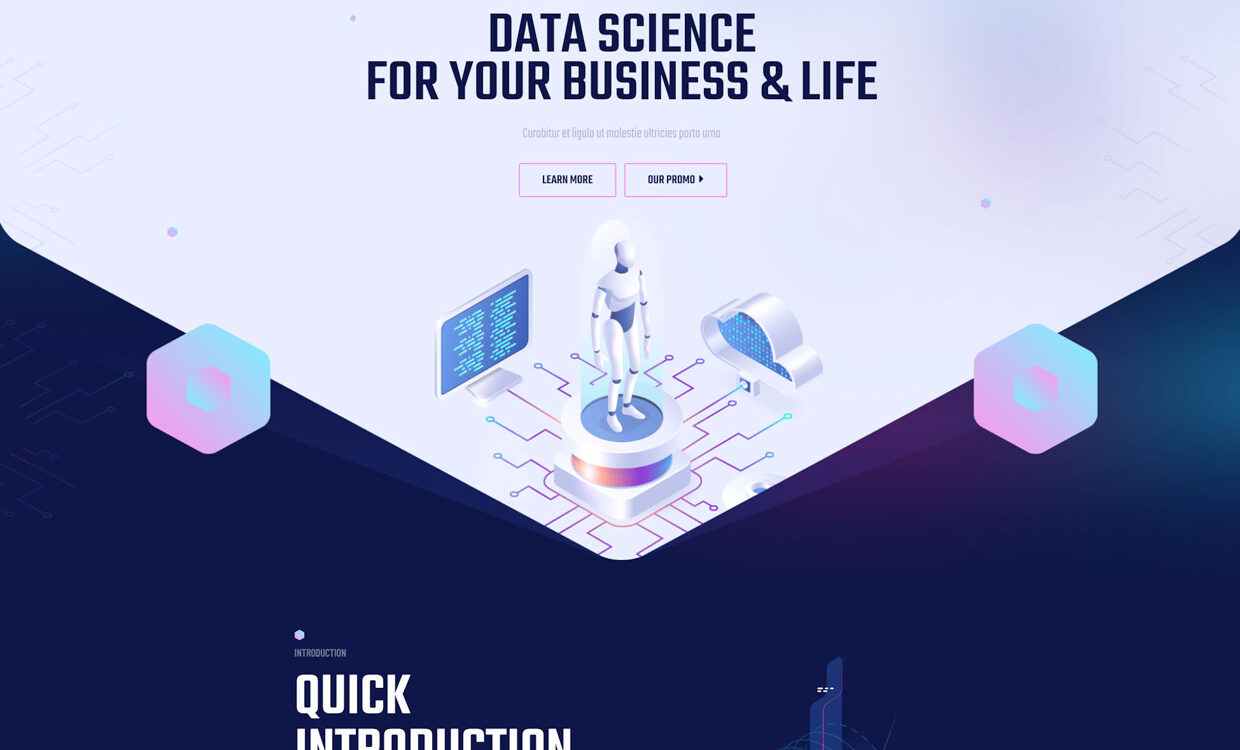 DATA SCIENCE
FOR YOUR BUSINESS & LIFE
Curabitur et ligula ut molestie ultricies porta urna
LEARN MORE
OUR PROMO
INTRODUCTION
QUICK
INTRODUCTION